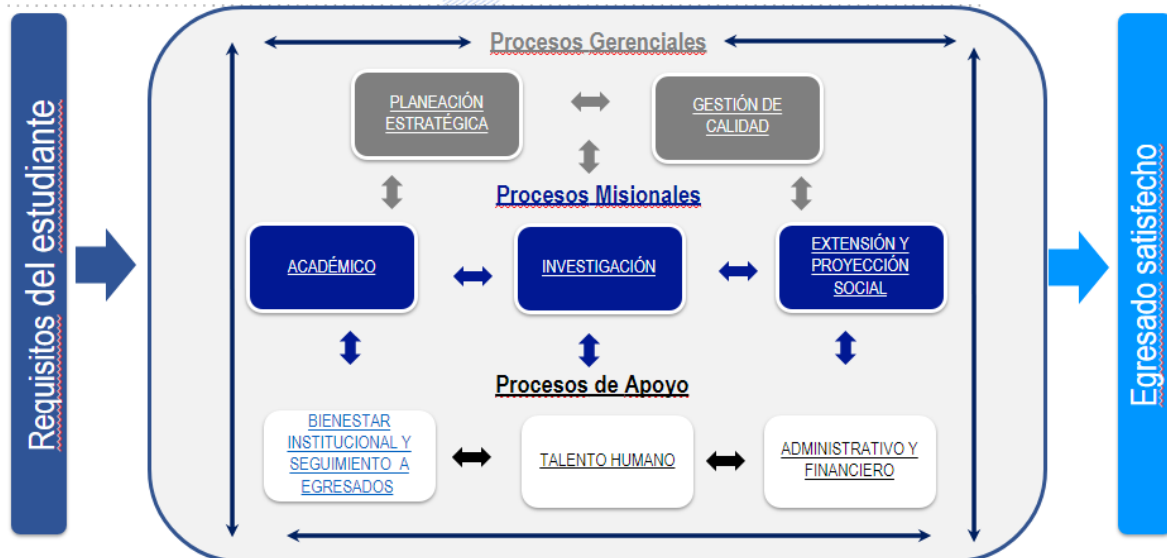 Requisitos del estudiante
Procesos Gerenciales
PLANEACIÓN
ESTRATÉGICA
GESTIÓN DE
CALIDAD
Procesos Misionales
ACADÉMICO
INVESTIGACIÓN
EXTENSIÓN Y
PROYECCIÓN
SOCIAL
Procesos de Apoyo
BIENESTAR
INSTITUCIONAL Y
SEGUIMIENTO A
EGRESADOS
TALENTO HUMANO
ADMINISTRATIVO Y
FINANCIERO
Egresado satisfecho